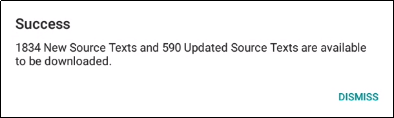 Success
1834 New Source Texts and 590 Updated Source Texts are available
to be downloaded.
DISMISS